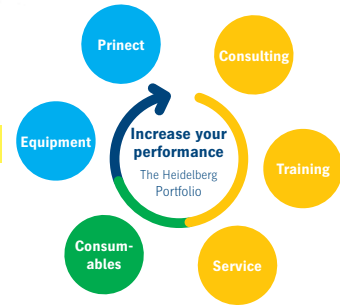 Prinect
Consulting
Equipment
Increase your
performance
The Heidelberg
Portfolio
Training
Consum-
ables
Service